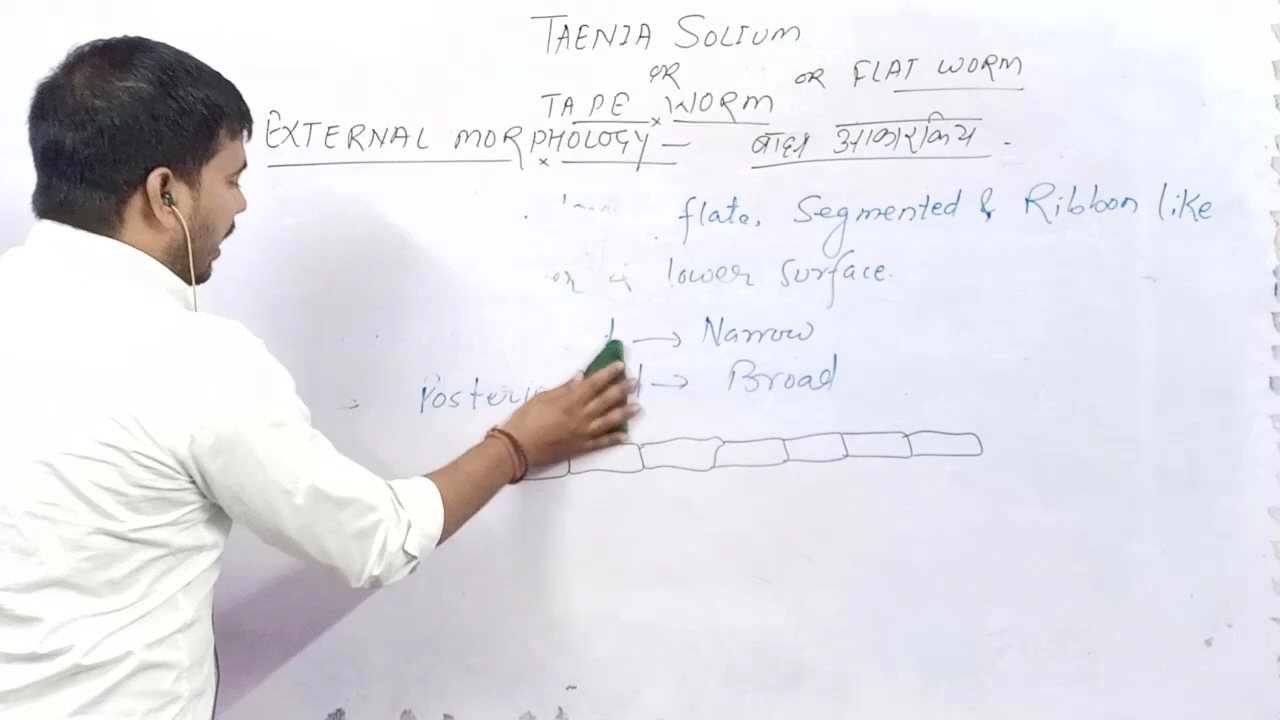 TAENIA SOLIUM
OR
OR FLAT WORM
TAPE WORM
EXTERNAL MORPHOLOGY — बाह्य आकारिकीय -
flate, Segmented & Ribbon like
or & lower surface.
→ Narrow
→ Broad